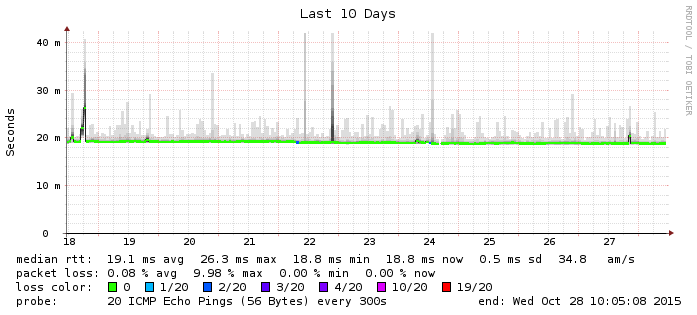 Last 10 Days
RRDTOOL / TOBI OETIKER
Seconds
40 m
30 m
20 m
10 m
0
18 19 20 21 22 23 24 25 26 27
median rtt: 19.1 ms avg 26.3 ms max 18.8 ms min 18.8 ms now 0.5 ms sd 34.8 am/s
packet loss: 0.08 % avg 9.98 % max 0.00 % min 0.00 % now
loss color: 0 1/20 2/20 3/20 4/20 10/20 19/20
probe: 20 ICMP Echo Pings (56 Bytes) every 300s end: Wed Oct 28 10:05:08 2015